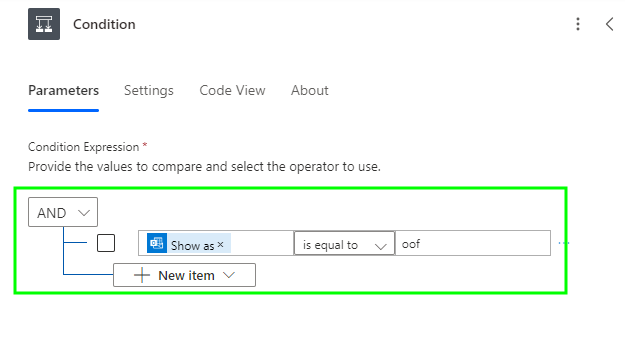 Condition
Parameters Settings Code View About
Condition Expression *
Provide the values to compare and select the operator to use.
AND
Show as × is equal to oof
New item